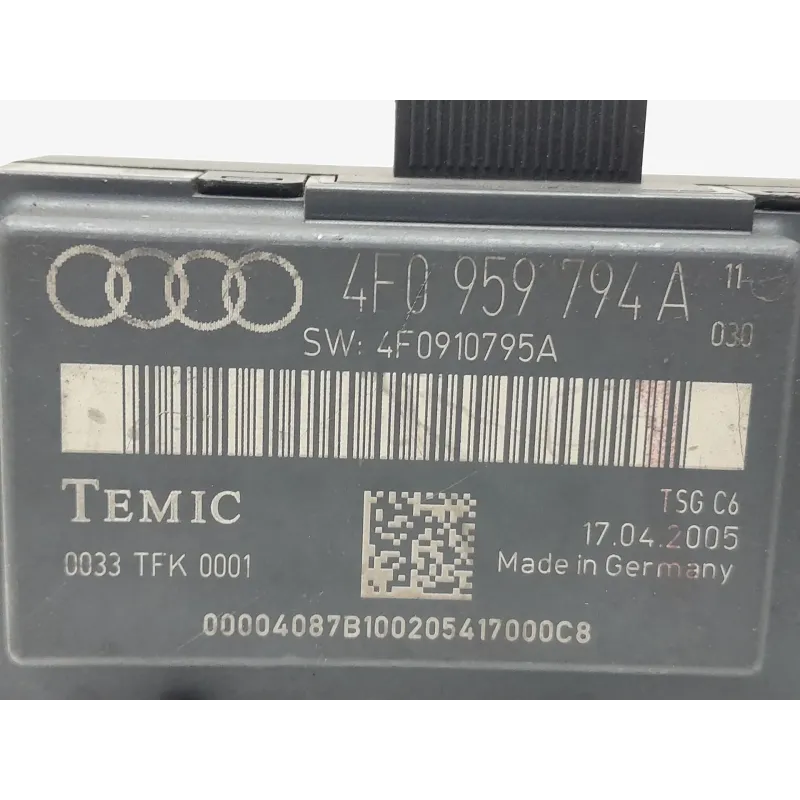 4F0 959 794 A 11
SW: 4F0910795A 030
TEMIC TSG C6
17.04.2005
0033 TFK 0001 Made in Germany
00004087B100205417000C8